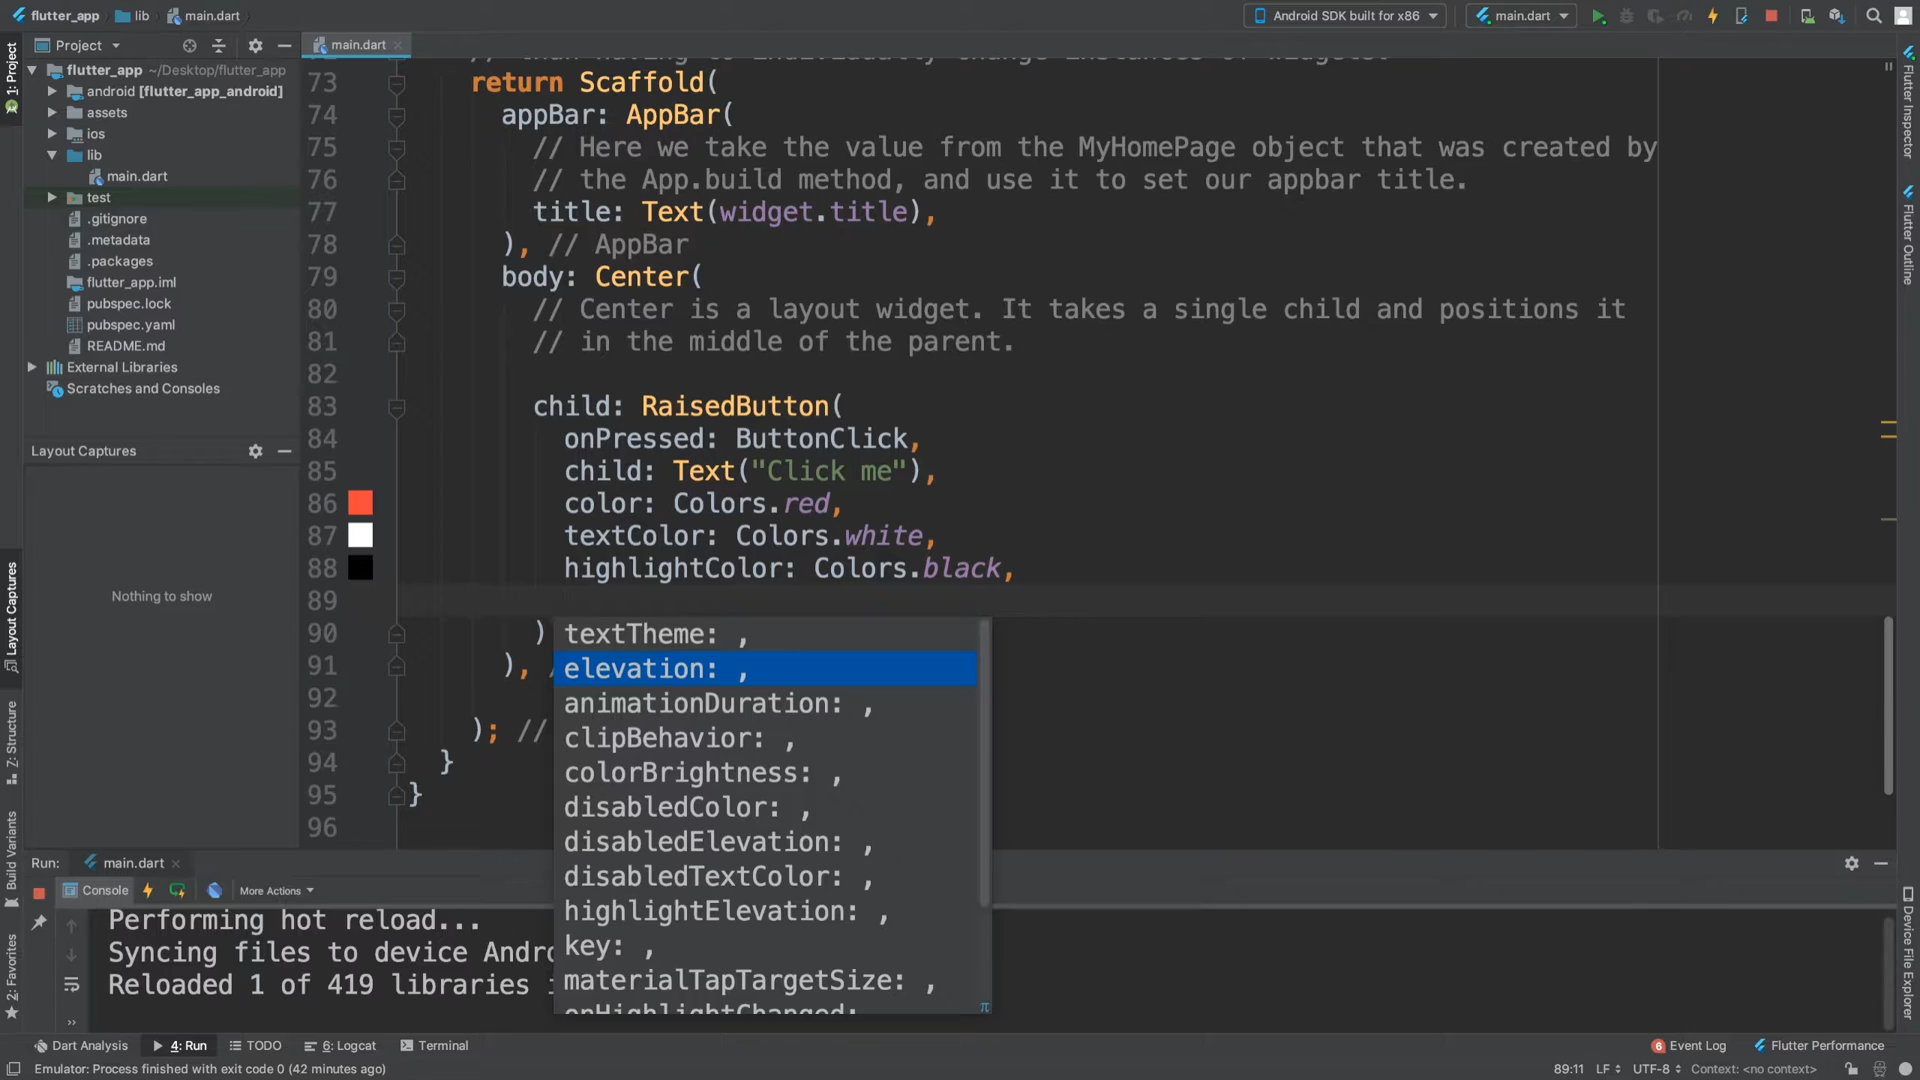 flutter_app
lib
main.dart
Android SDK built for x86
main.dart
1: Project
Project
main.dart
flutter_app ~/Desktop/flutter_app
android [flutter_app_android]
assets
ios
lib
main.dart
test
.gitignore
.metadata
.packages
flutter_app.iml
pubspec.lock
pubspec.yaml
README.md
External Libraries
Scratches and Consoles
Layout Captures
Nothing to show
Layout Captures
Z: Structure
Build Variants
2: Favorites
73 return Scaffold(
74 appBar: AppBar(
75 // Here we take the value from the MyHomePage object that was created by
76 // the App.build method, and use it to set our appbar title.
77 title: Text(widget.title),
78 ), // AppBar
79 body: Center(
80 // Center is a layout widget. It takes a single child and positions it
81 // in the middle of the parent.
82
83 child: RaisedButton(
84 onPressed: ButtonClick,
85 child: Text("Click me"),
86 color: Colors.red,
87 textColor: Colors.white,
88 highlightColor: Colors.black,
89
90 )
91 ), /
92
93 ); //
94 }
95 }
96
textTheme: ,
elevation: ,
animationDuration: ,
clipBehavior: ,
colorBrightness: ,
disabledColor: ,
disabledElevation: ,
disabledTextColor: ,
highlightElevation: ,
key: ,
materialTapTargetSize: ,
onHighlightChanged:
π
Flutter Inspector
Flutter Outline
Device File Explorer
Run:
main.dart
Console
More Actions
Performing hot reload...
Syncing files to device Andro
Reloaded 1 of 419 libraries i
Dart Analysis
4: Run
TODO
6: Logcat
Terminal
6 Event Log
Flutter Performance
Emulator: Process finished with exit code 0 (42 minutes ago)
89:11
LF
UTF-8
Context: <no context>